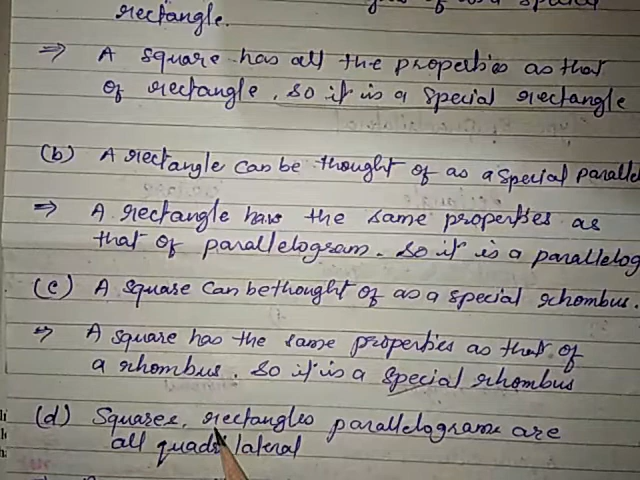 rectangle.
⇒ A square has all the properties as that
of rectangle. So it is a special rectangle
(b) A rectangle can be thought of as a special paralle
⇒ A rectangle has the same properties as
that of parallelogram. So it is a parallelog
(c) A square can be thought of as a special rhombus.
⇒ A square has the same properties as that of
a rhombus. So it is a special rhombus
(d) Squares, rectangles parallelograms are
all quadrilateral